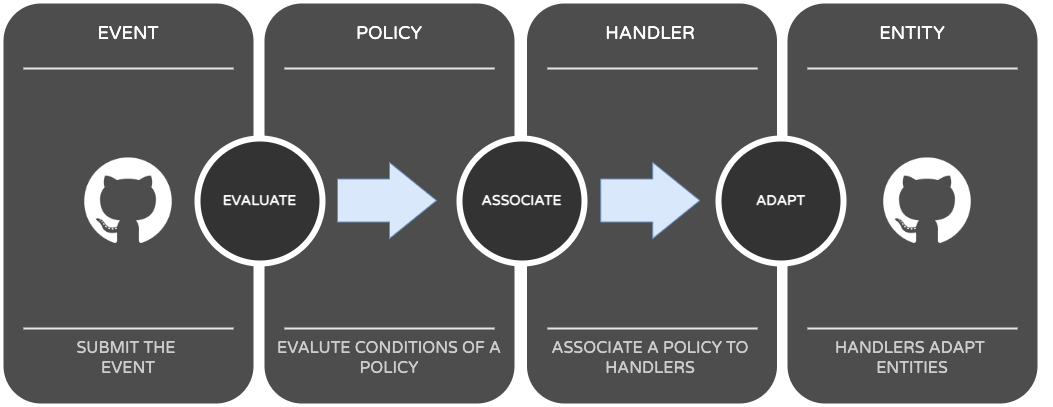 EVENT
POLICY
HANDLER
ENTITY
EVALUATE
ASSOCIATE
ADAPT
SUBMIT THE
EVENT
EVALUTE CONDITIONS OF A
POLICY
ASSOCIATE A POLICY TO
HANDLERS
HANDLERS ADAPT
ENTITIES